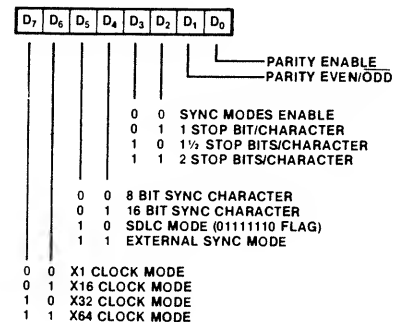 D7 D6 D5 D4 D3 D2 D1 D0
PARITY ENABLE
PARITY EVEN/O̅D̅D̅
0 0 SYNC MODES ENABLE
0 1 1 STOP BIT/CHARACTER
1 0 1½ STOP BITS/CHARACTER
1 1 2 STOP BITS/CHARACTER
0 0 8 BIT SYNC CHARACTER
0 1 16 BIT SYNC CHARACTER
1 0 SDLC MODE (01111110 FLAG)
1 1 EXTERNAL SYNC MODE
0 0 X1 CLOCK MODE
0 1 X16 CLOCK MODE
1 0 X32 CLOCK MODE
1 1 X64 CLOCK MODE